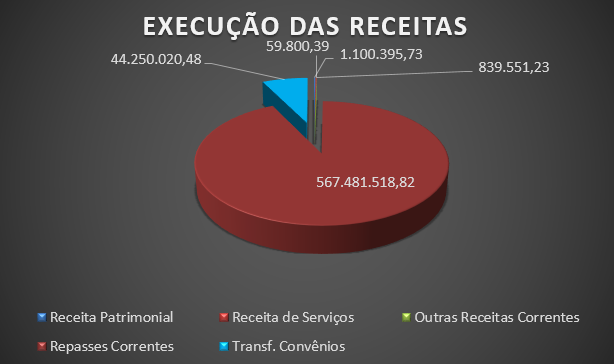 EXECUÇÃO DAS RECEITAS
59.800,39
44.250.020,48
1.100.395,73
839.551,23
567.481.518,82
Receita Patrimonial
Receita de Serviços
Outras Receitas Correntes
Repasses Correntes
Transf. Convênios